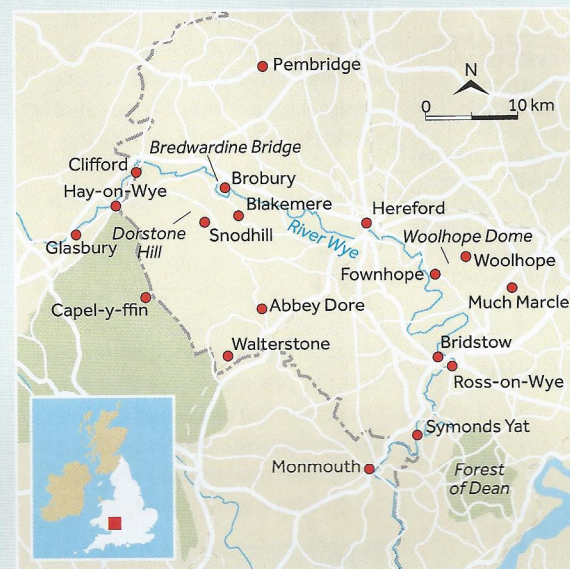 Pembridge
N
0
10 km
Bredwardine Bridge
Clifford
Brobury
Hay-on-Wye
Blakemere
Hereford
Dorstone
Hill
Snodhill
River Wye
Woolhope Dome
Glasbury
Woolhope
Fownhope
Much Marcle
Capel-y-ffin
Abbey Dore
Walterstone
Bridstow
Ross-on-Wye
Symonds Yat
Monmouth
Forest
of Dean